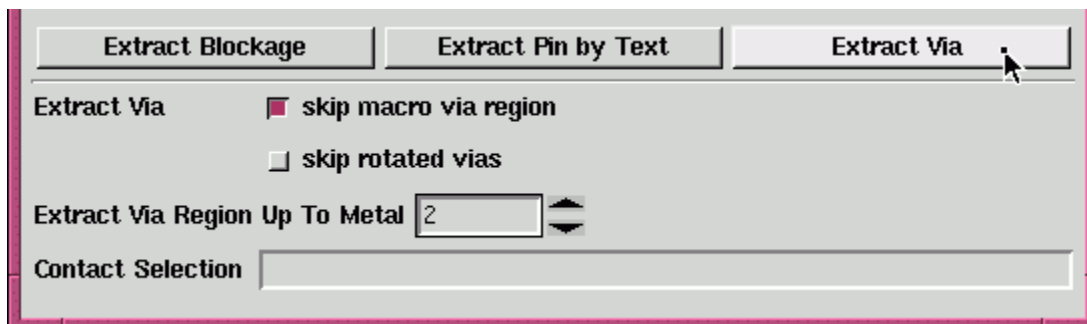 Extract Blockage Extract Pin by Text Extract Via
Extract Via skip macro via region
skip rotated vias
Extract Via Region Up To Metal 2
Contact Selection